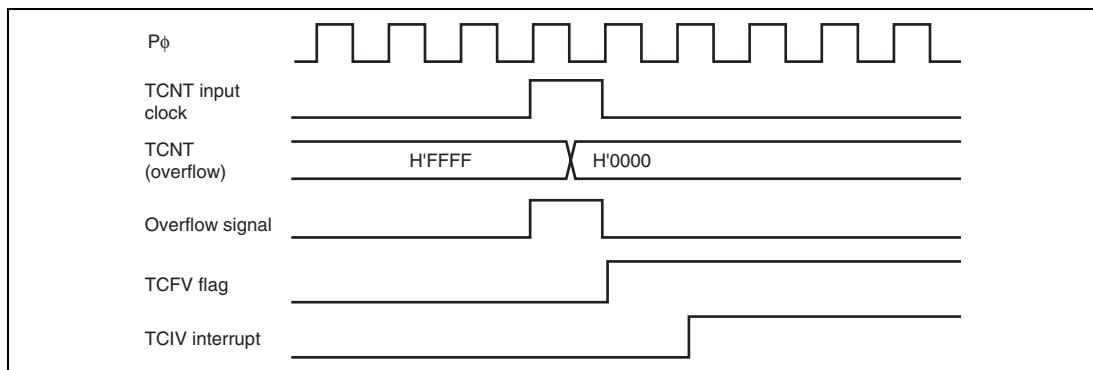 Pφ
TCNT input
clock
TCNT
(overflow)
H'FFFF
H'0000
Overflow signal
TCFV flag
TCIV interrupt